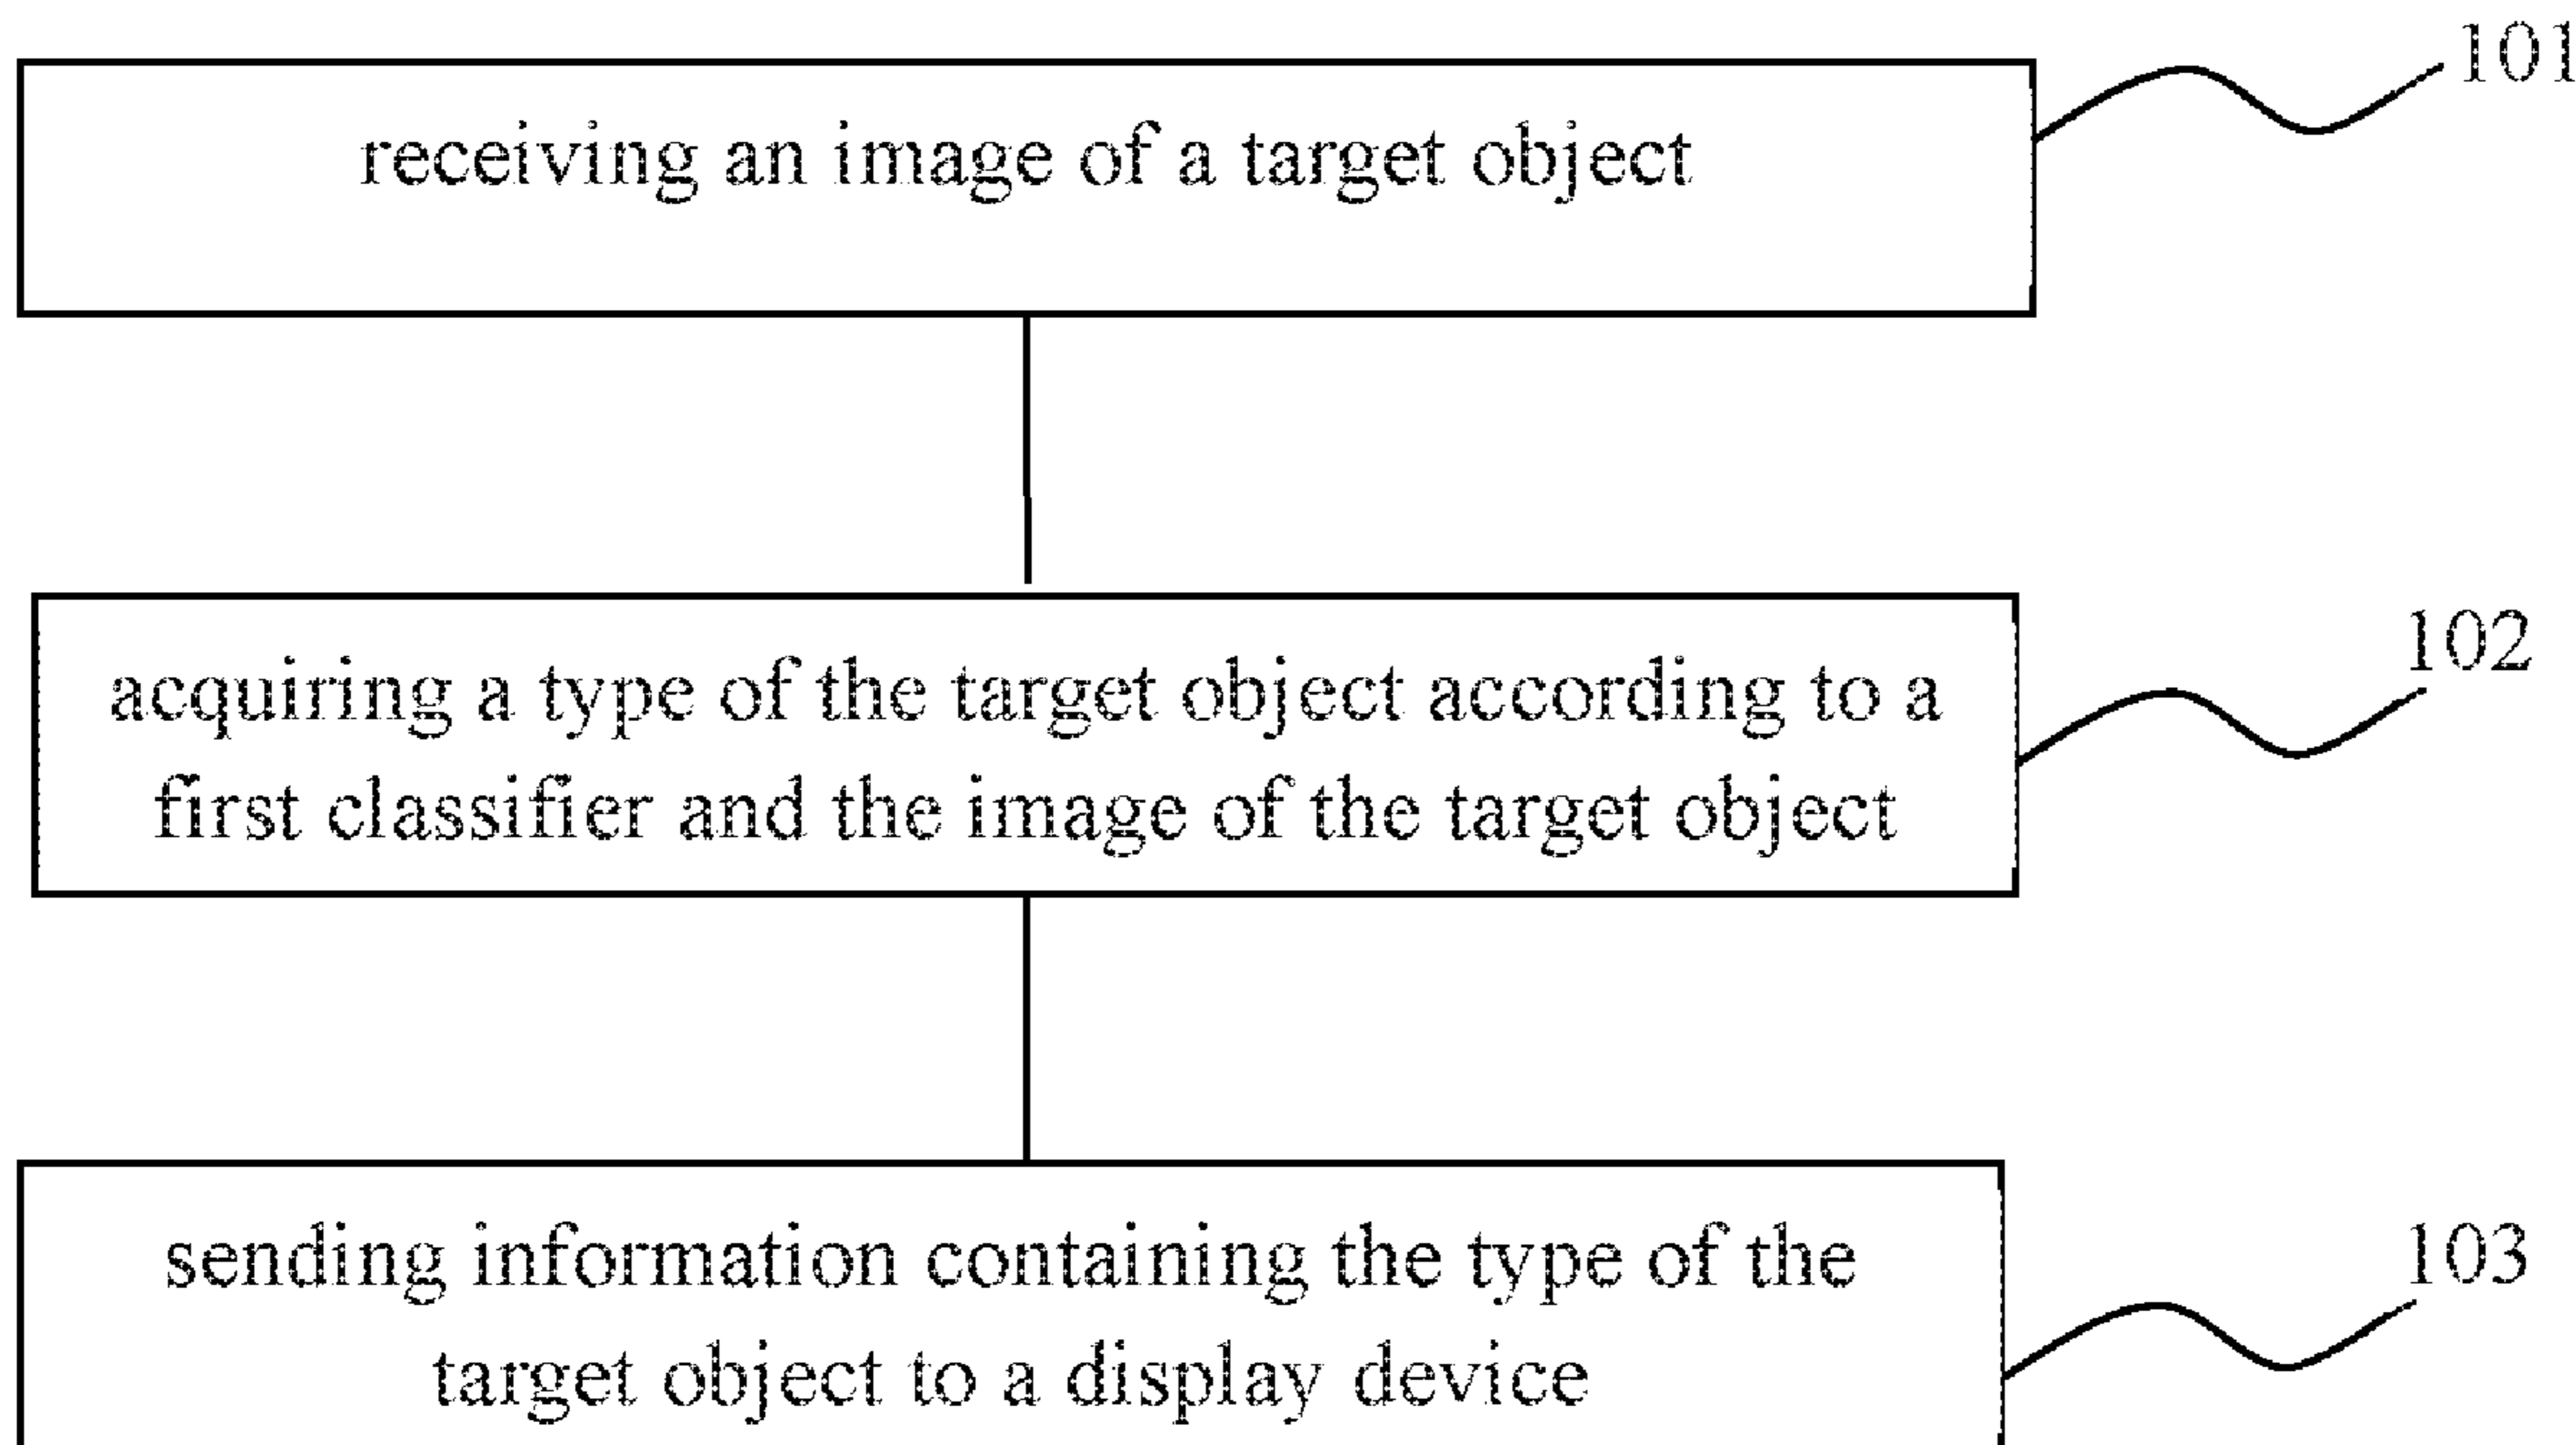 101
receiving an image of a target object
102
acquiring a type of the target object according to a
first classifier and the image of the target object
103
sending information containing the type of the
target object to a display device